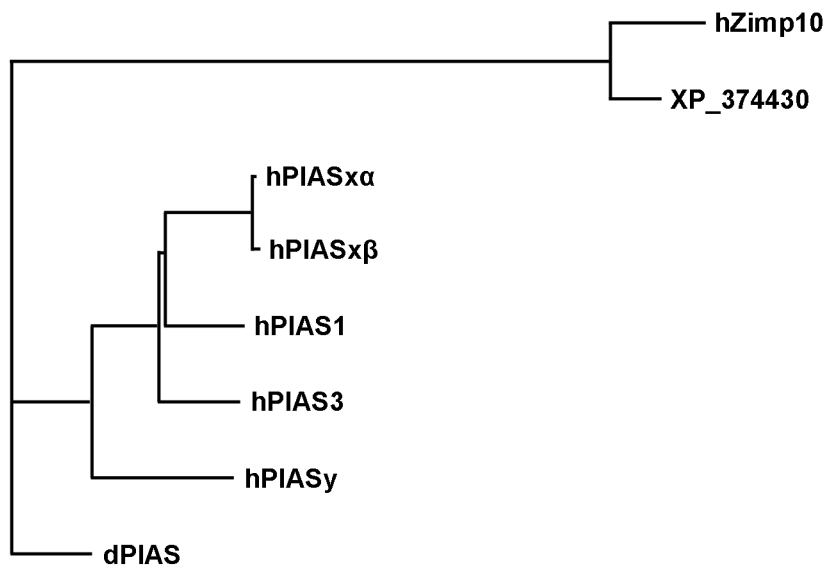 hZimp10
XP_374430
hPIASxα
hPIASxβ
hPIAS1
hPIAS3
hPIASy
dPIAS